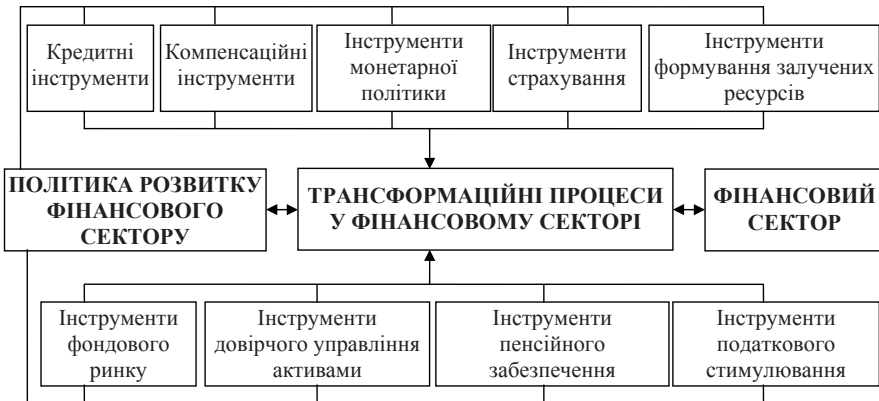 Кредитні
інструменти
Компенсаційні
інструменти
Інструменти
монетарної
політики
Інструменти
страхування
Інструменти
формування залучених
ресурсів
ПОЛІТИКА РОЗВИТКУ
ФІНАНСОВОГО
СЕКТОРУ
ТРАНСФОРМАЦІЙНІ ПРОЦЕСИ
У ФІНАНСОВОМУ СЕКТОРІ
ФІНАНСОВИЙ
СЕКТОР
Інструменти
фондового
ринку
Інструменти
довірчого управління
активами
Інструменти
пенсійного
забезпечення
Інструменти
податкового
стимулювання